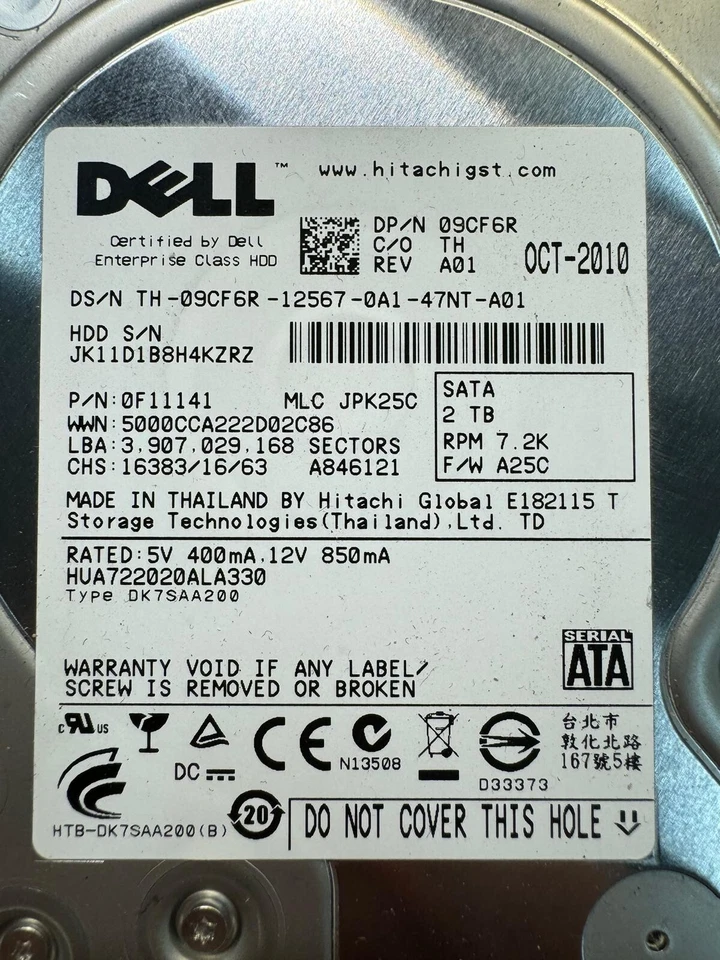 DELL™ www.hitachigst.com
Certified by Dell
Enterprise Class HDD
DP/N 09CF6R
C/O TH
REV A01
OCT-2010
DS/N TH-09CF6R-12567-0A1-47NT-A01
HDD S/N
JK11D1B8H4KZRZ
P/N:0F11141 MLC JPK25C
WWN:5000CCA222D02C86
LBA:3,907,029,168 SECTORS
CHS:16383/16/63 A846121
SATA
2 TB
RPM 7.2K
F/W A25C
MADE IN THAILAND BY Hitachi Global E182115 T
Storage Technologies(Thailand),Ltd. TD
RATED:5V 400mA,12V 850mA
HUA722020ALA330
Type DK7SAA200
SERIAL
ATA
WARRANTY VOID IF ANY LABEL/
SCREW IS REMOVED OR BROKEN
c RU US
DC
CE
N13508
D33373
台北市
敦化北路
167號5樓
HTB-DK7SAA200(B)
20
DO NOT COVER THIS HOLE